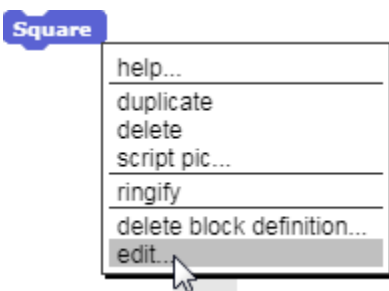 Square
help...
duplicate
delete
script pic...
ringify
delete block definition...
edit...